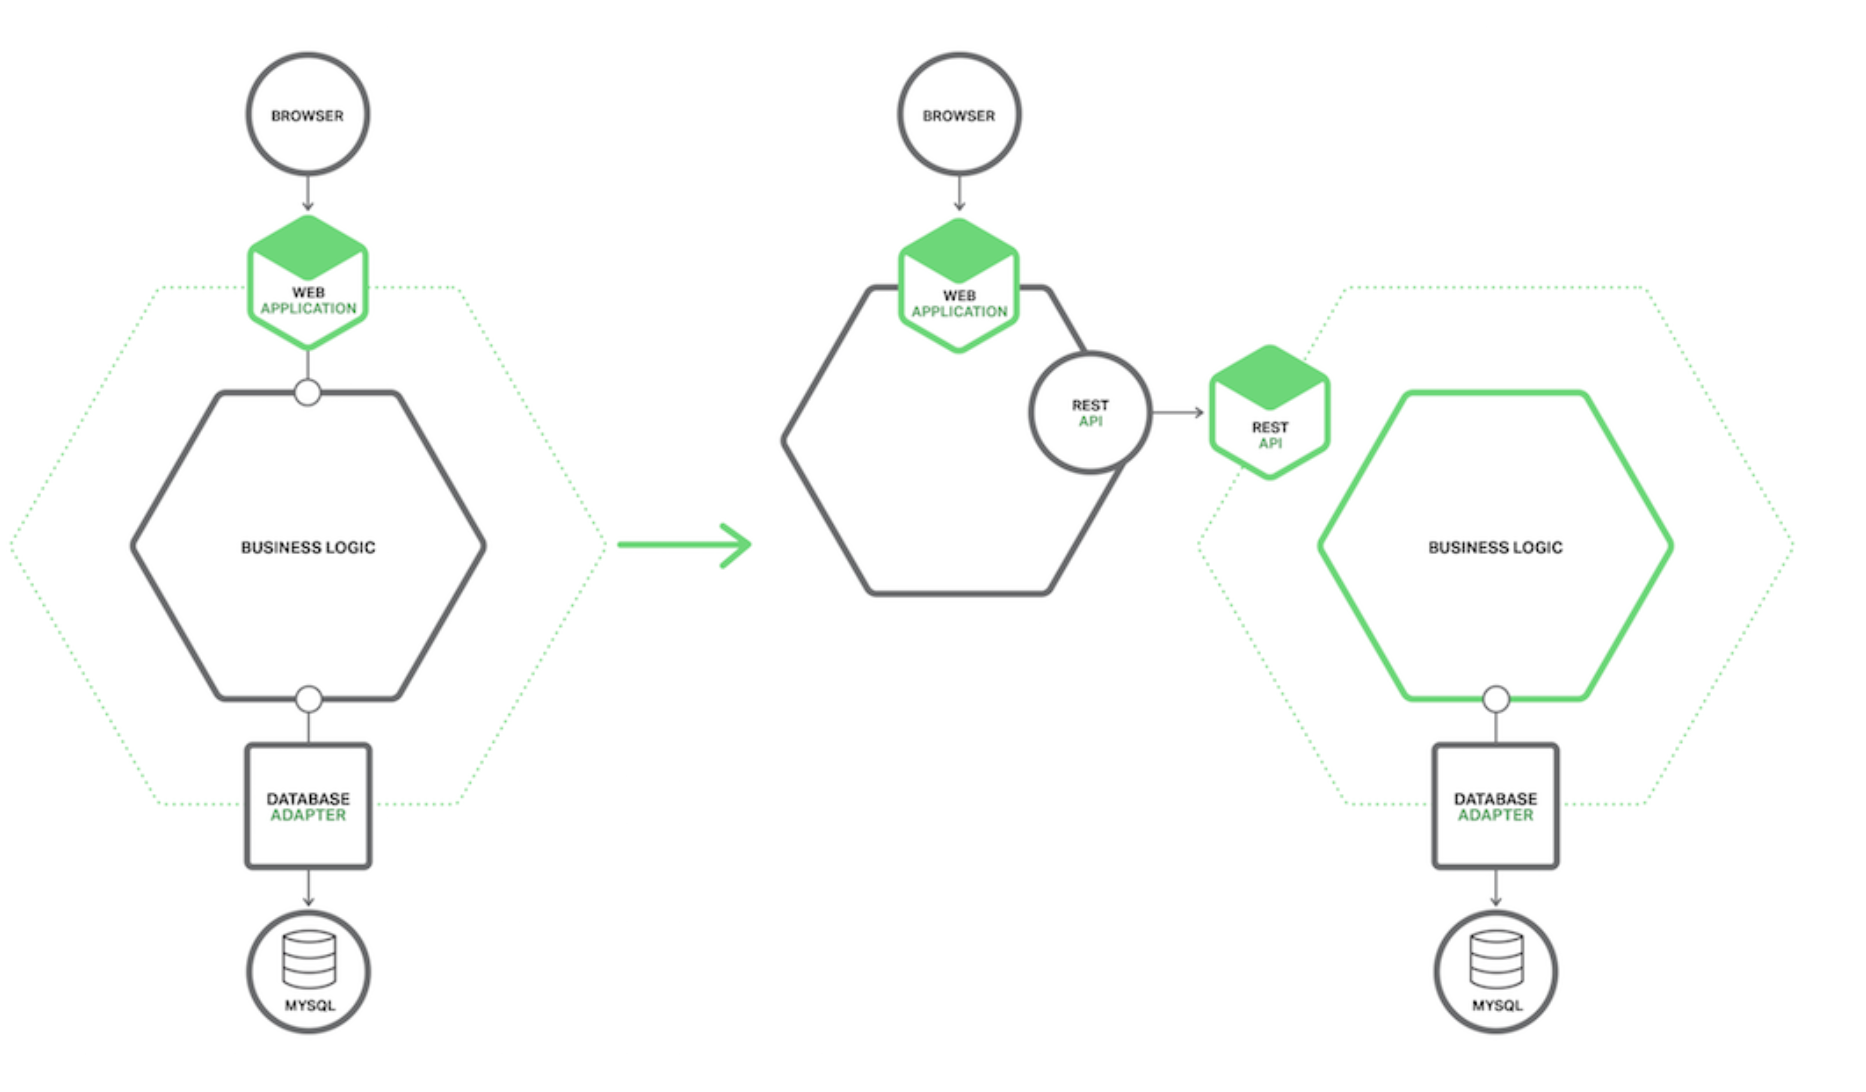 BROWSER
WEB
APPLICATION
BUSINESS LOGIC
DATABASE
ADAPTER
MYSQL
BROWSER
WEB
APPLICATION
REST
API
REST
API
BUSINESS LOGIC
DATABASE
ADAPTER
MYSQL